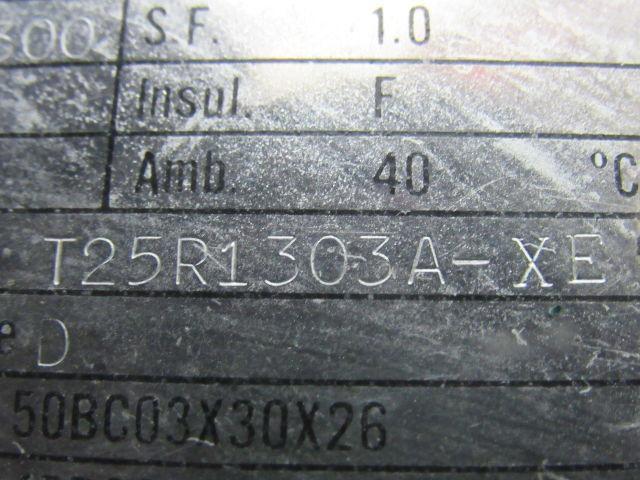 S.F. 1.0
Insul. F
Amb. 40 °C
T25R1303A-XE
D
50BC03X30X26